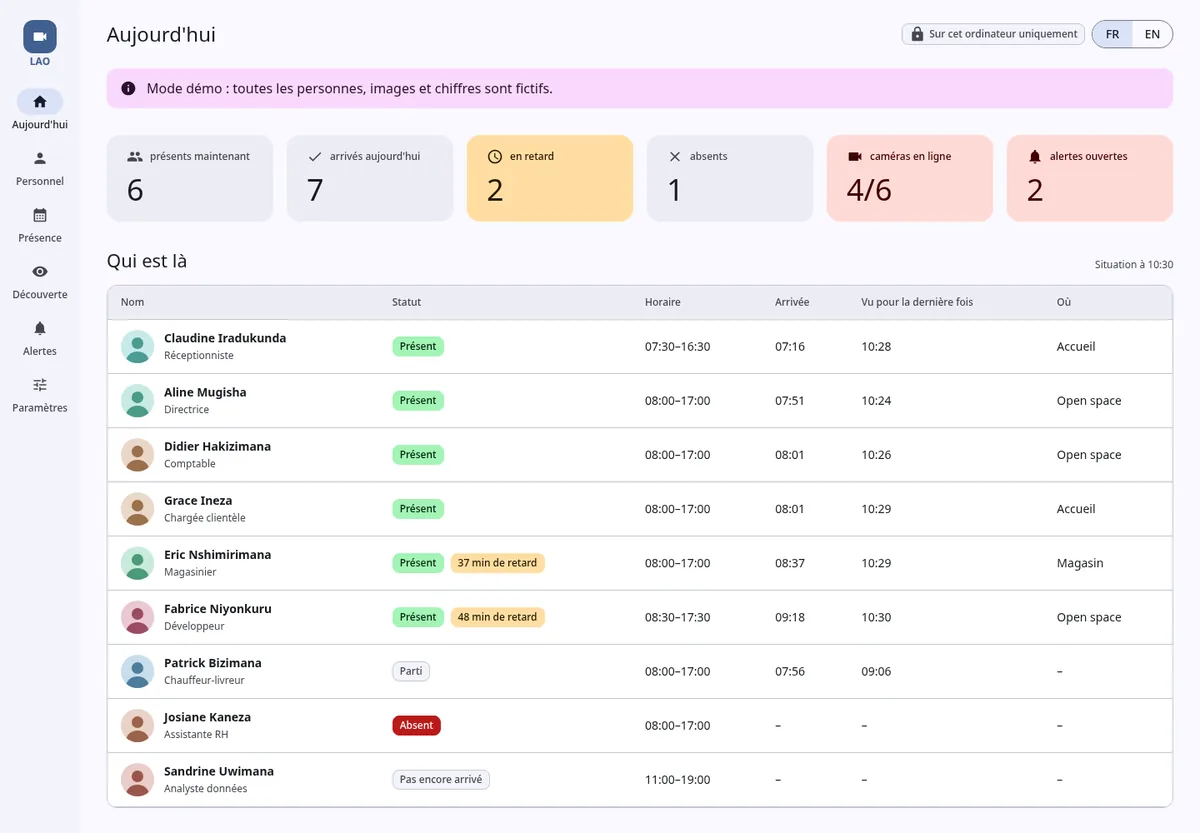 LAO
Aujourd'hui
Personnel
Présence
Découverte
Alertes
Paramètres
Aujourd'hui
Sur cet ordinateur uniquement
FR EN
Mode démo : toutes les personnes, images et chiffres sont fictifs.
présents maintenant
6
arrivés aujourd'hui
7
en retard
2
absents
1
caméras en ligne
4/6
alertes ouvertes
2
Qui est là
Situation à 10:30
Nom Statut Horaire Arrivée Vu pour la dernière fois Où
Claudine Iradukunda
Réceptionniste
Présent 07:30–16:30 07:16 10:28 Accueil
Aline Mugisha
Directrice
Présent 08:00–17:00 07:51 10:24 Open space
Didier Hakizimana
Comptable
Présent 08:00–17:00 08:01 10:26 Open space
Grace Ineza
Chargée clientèle
Présent 08:00–17:00 08:01 10:29 Accueil
Eric Nshimirimana
Magasinier
Présent 37 min de retard 08:00–17:00 08:37 10:29 Magasin
Fabrice Niyonkuru
Développeur
Présent 48 min de retard 08:30–17:30 09:18 10:30 Open space
Patrick Bizimana
Chauffeur-livreur
Parti 08:00–17:00 07:56 09:06 –
Josiane Kaneza
Assistante RH
Absent 08:00–17:00 – – –
Sandrine Uwimana
Analyste données
Pas encore arrivé 11:00–19:00 – – –